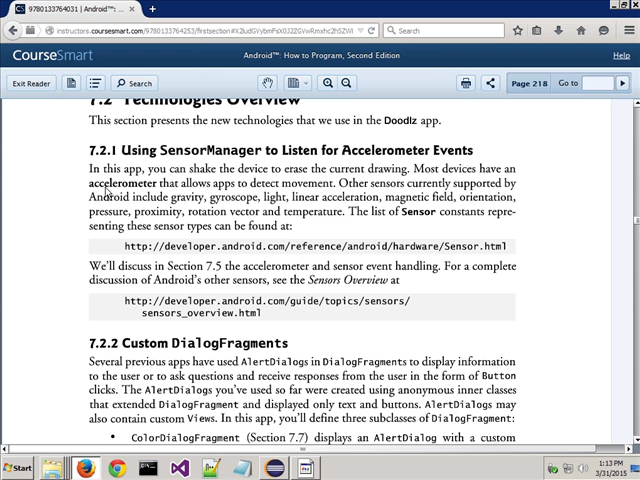 9780133764031 | Android™: ...
instructors.coursesmart.com/9780133764253/firstsection#
Search
CourseSmart
Android™: How to Program, Second Edition
Help
Exit Reader
Search
Page 218
Go to
7.2 Technologies Overview
This section presents the new technologies that we use in the Doodlz app.
7.2.1 Using SensorManager to Listen for Accelerometer Events
In this app, you can shake the device to erase the current drawing. Most devices have an
accelerometer that allows apps to detect movement. Other sensors currently supported by
Android include gravity, gyroscope, light, linear acceleration, magnetic field, orientation,
pressure, proximity, rotation vector and temperature. The list of Sensor constants repre-
senting these sensor types can be found at:
http://developer.android.com/reference/android/hardware/Sensor.html
We'll discuss in Section 7.5 the accelerometer and sensor event handling. For a complete
discussion of Android's other sensors, see the Sensors Overview at
http://developer.android.com/guide/topics/sensors/
sensors_overview.html
7.2.2 Custom DialogFragments
Several previous apps have used AlertDialogs in DialogFragments to display information
to the user or to ask questions and receive responses from the user in the form of Button
clicks. The AlertDialogs you've used so far were created using anonymous inner classes
that extended DialogFragment and displayed only text and buttons. AlertDialogs may
also contain custom Views. In this app, you'll define three subclasses of DialogFragment:
• ColorDialogFragment (Section 7.7) displays an AlertDialog with a custom
Start
1:13 PM
3/31/2015